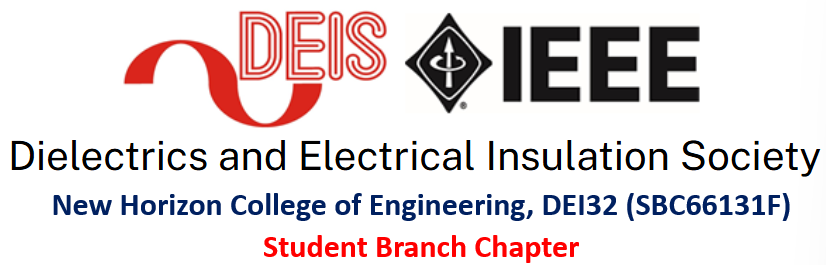 DEIS IEEE
Dielectrics and Electrical Insulation Society
New Horizon College of Engineering, DEI32 (SBC66131F)
Student Branch Chapter